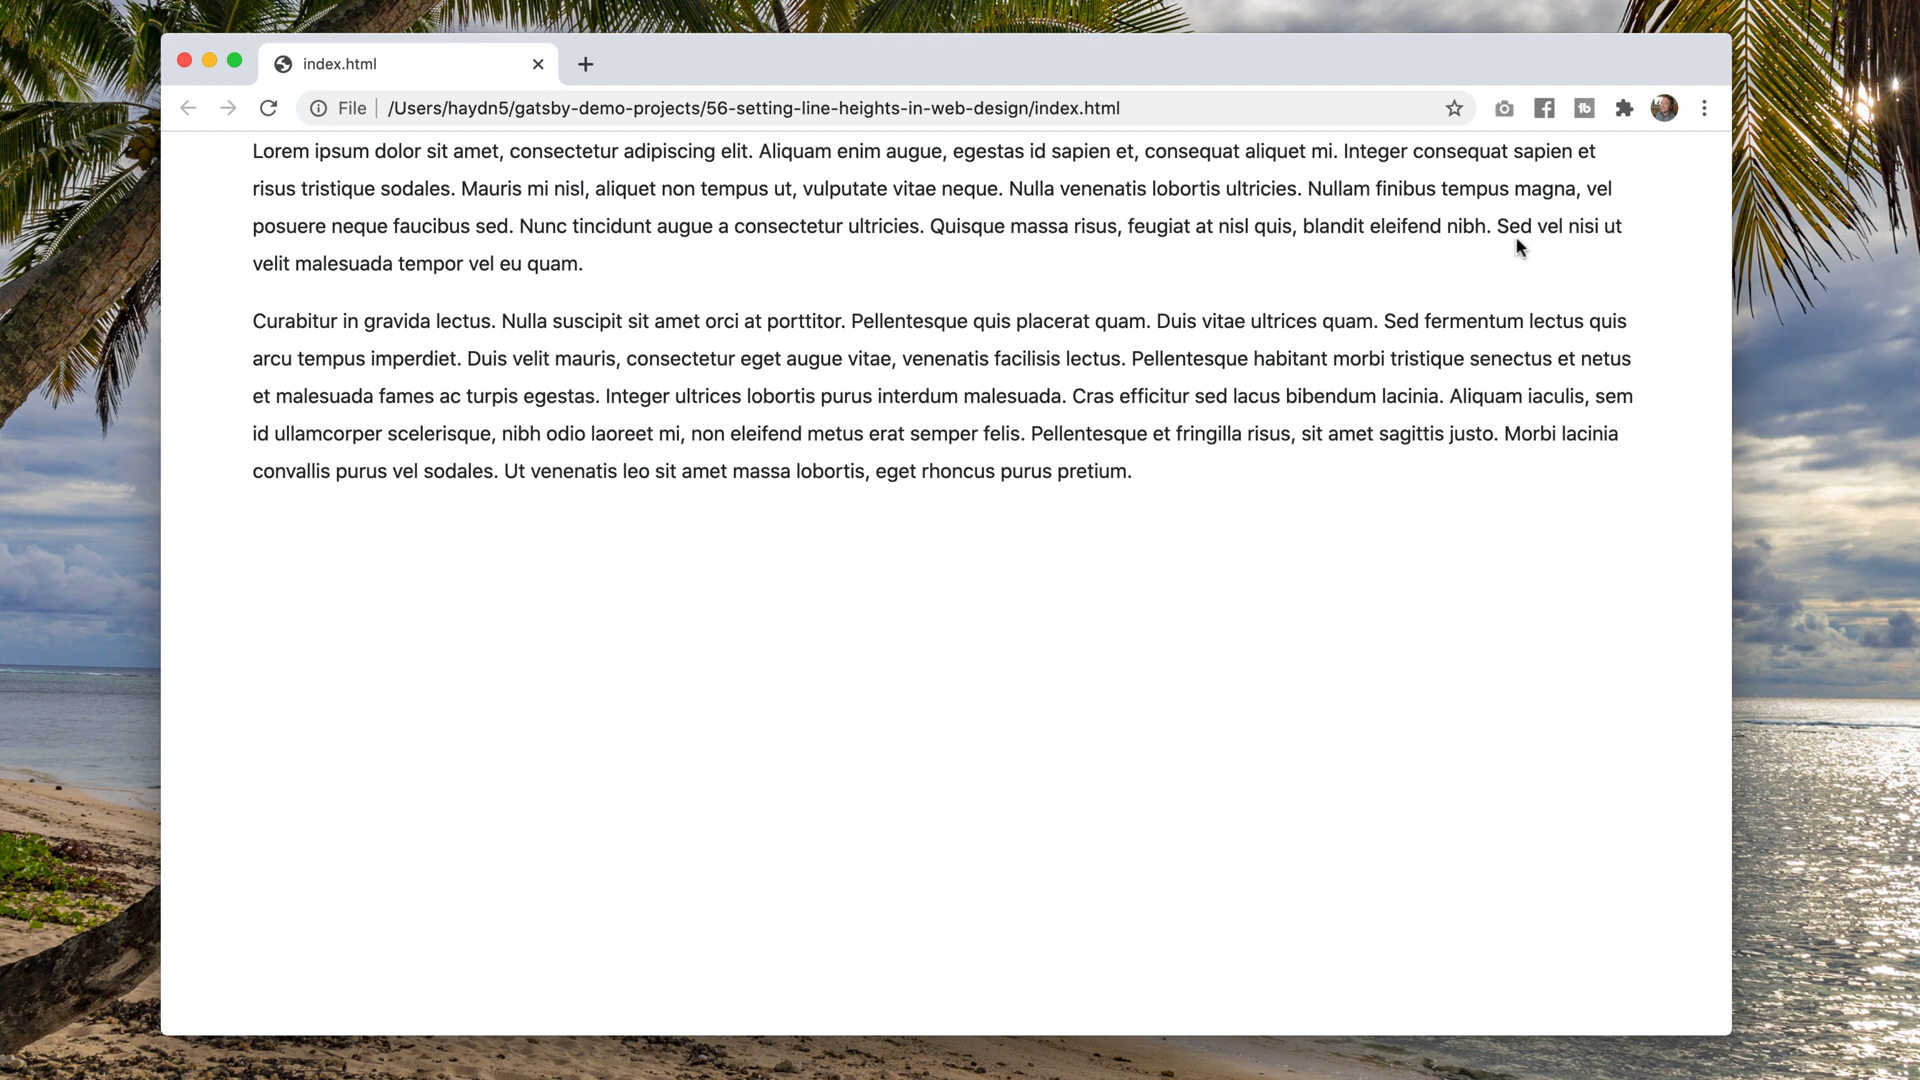 index.html
File
/Users/haydn5/gatsby-demo-projects/56-setting-line-heights-in-web-design/index.html
Lorem ipsum dolor sit amet, consectetur adipiscing elit. Aliquam enim augue, egestas id sapien et, consequat aliquet mi. Integer consequat sapien et
risus tristique sodales. Mauris mi nisl, aliquet non tempus ut, vulputate vitae neque. Nulla venenatis lobortis ultricies. Nullam finibus tempus magna, vel
posuere neque faucibus sed. Nunc tincidunt augue a consectetur ultricies. Quisque massa risus, feugiat at nisl quis, blandit eleifend nibh. Sed vel nisi ut
velit malesuada tempor vel eu quam.
Curabitur in gravida lectus. Nulla suscipit sit amet orci at porttitor. Pellentesque quis placerat quam. Duis vitae ultrices quam. Sed fermentum lectus quis
arcu tempus imperdiet. Duis velit mauris, consectetur eget augue vitae, venenatis facilisis lectus. Pellentesque habitant morbi tristique senectus et netus
et malesuada fames ac turpis egestas. Integer ultrices lobortis purus interdum malesuada. Cras efficitur sed lacus bibendum lacinia. Aliquam iaculis, sem
id ullamcorper scelerisque, nibh odio laoreet mi, non eleifend metus erat semper felis. Pellentesque et fringilla risus, sit amet sagittis justo. Morbi lacinia
convallis purus vel sodales. Ut venenatis leo sit amet massa lobortis, eget rhoncus purus pretium.